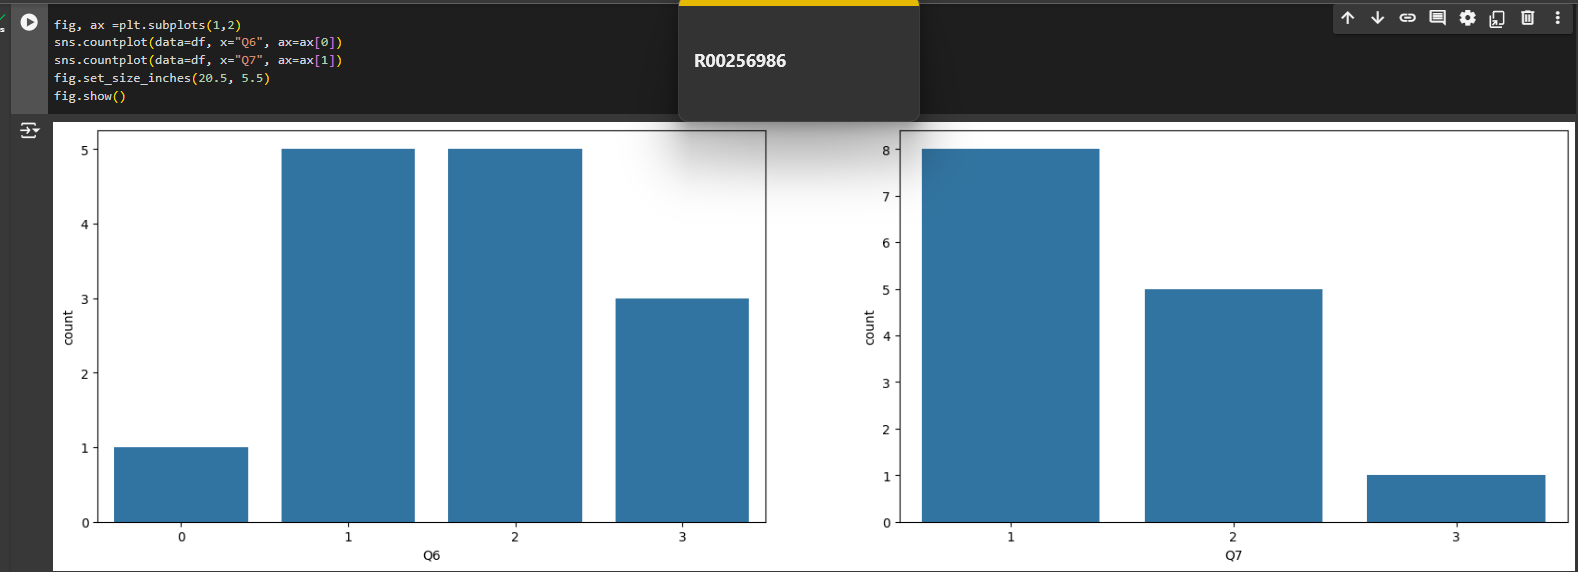 fig, ax =plt.subplots(1,2)
sns.countplot(data=df, x="Q6", ax=ax[0])
sns.countplot(data=df, x="Q7", ax=ax[1])
fig.set_size_inches(20.5, 5.5)
fig.show()
R00256986
5
4
3
2
1
0
count
0 1 2 3
Q6
8
7
6
5
4
3
2
1
0
count
1 2 3
Q7